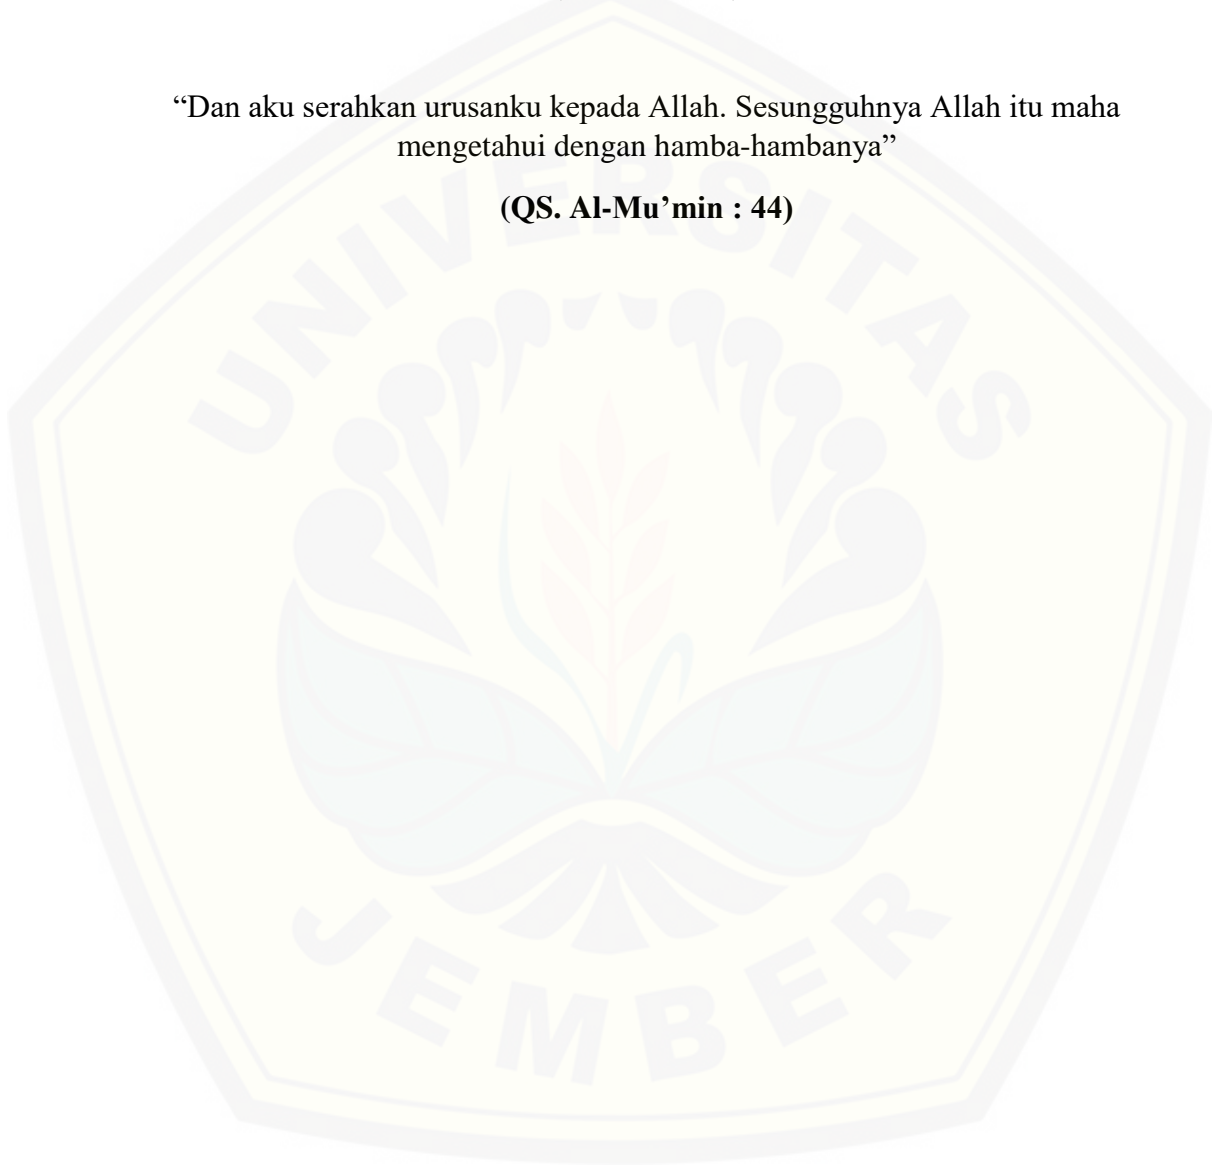 “Dan aku serahkan urusanku kepada Allah. Sesungguhnya Allah itu maha
mengetahui dengan hamba-hambanya”
(QS. Al-Mu’min : 44)
UNIVERSITAS
JEMBER